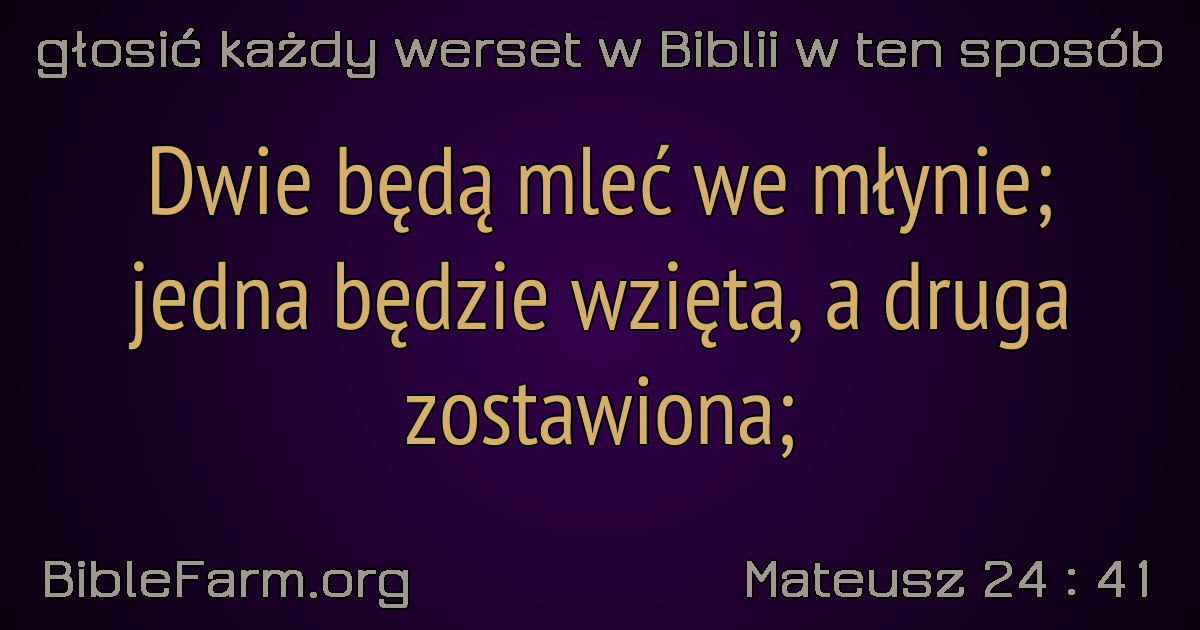 głosić każdy werset w Biblii w ten sposób
Dwie będą mleć we młynie;
jedna będzie wzięta, a druga
zostawiona;
BibleFarm.org
Mateusz 24 : 41